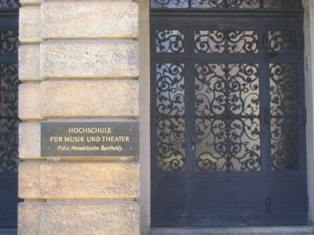 HOCHSCHULE
FÜR MUSIK UND THEATER
Felix Mendelssohn Bartholdy